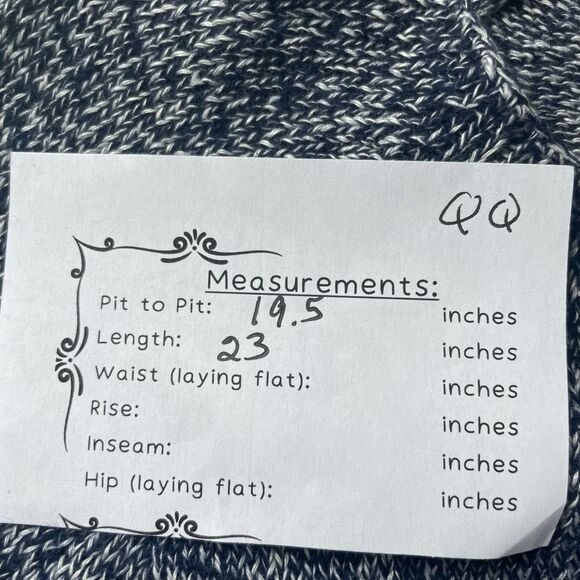 QQ
Measurements:
Pit to Pit: 19.5 inches
Length: 23 inches
Waist (laying flat): inches
Rise: inches
Inseam: inches
Hip (laying flat): inches